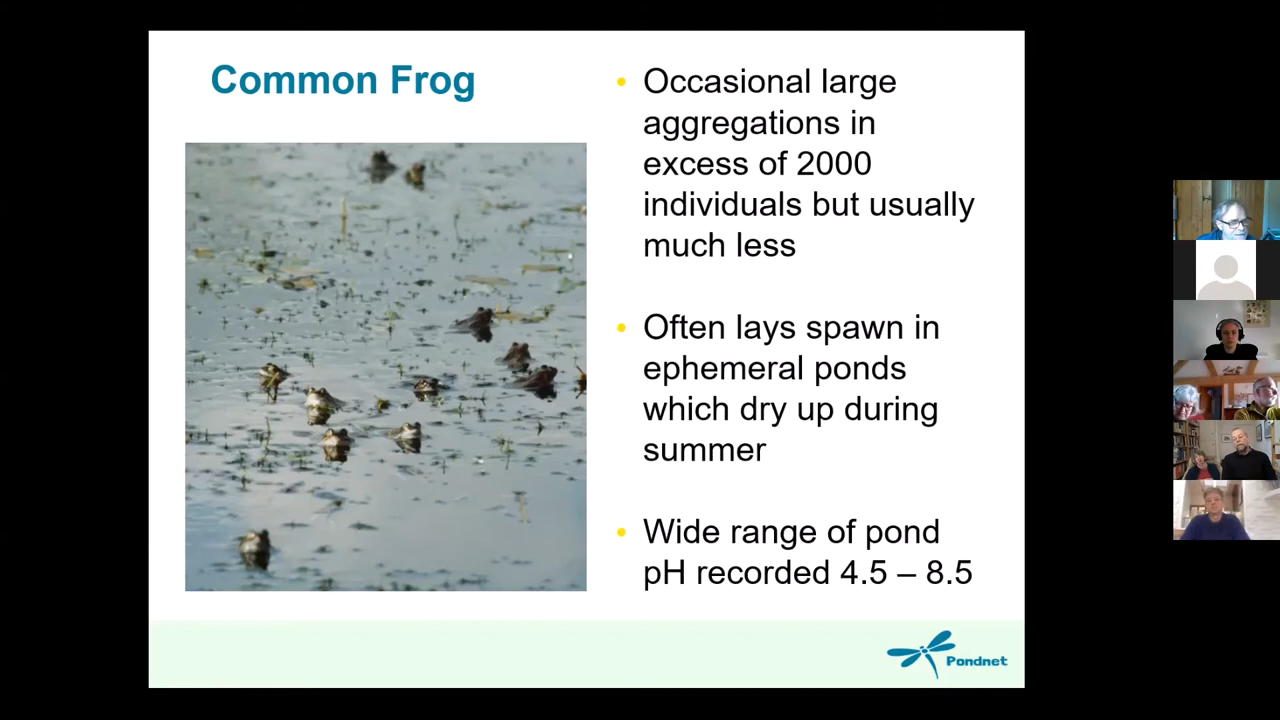 Common Frog
• Occasional large
aggregations in
excess of 2000
individuals but usually
much less
• Often lays spawn in
ephemeral ponds
which dry up during
summer
• Wide range of pond
pH recorded 4.5 – 8.5
Pondnet